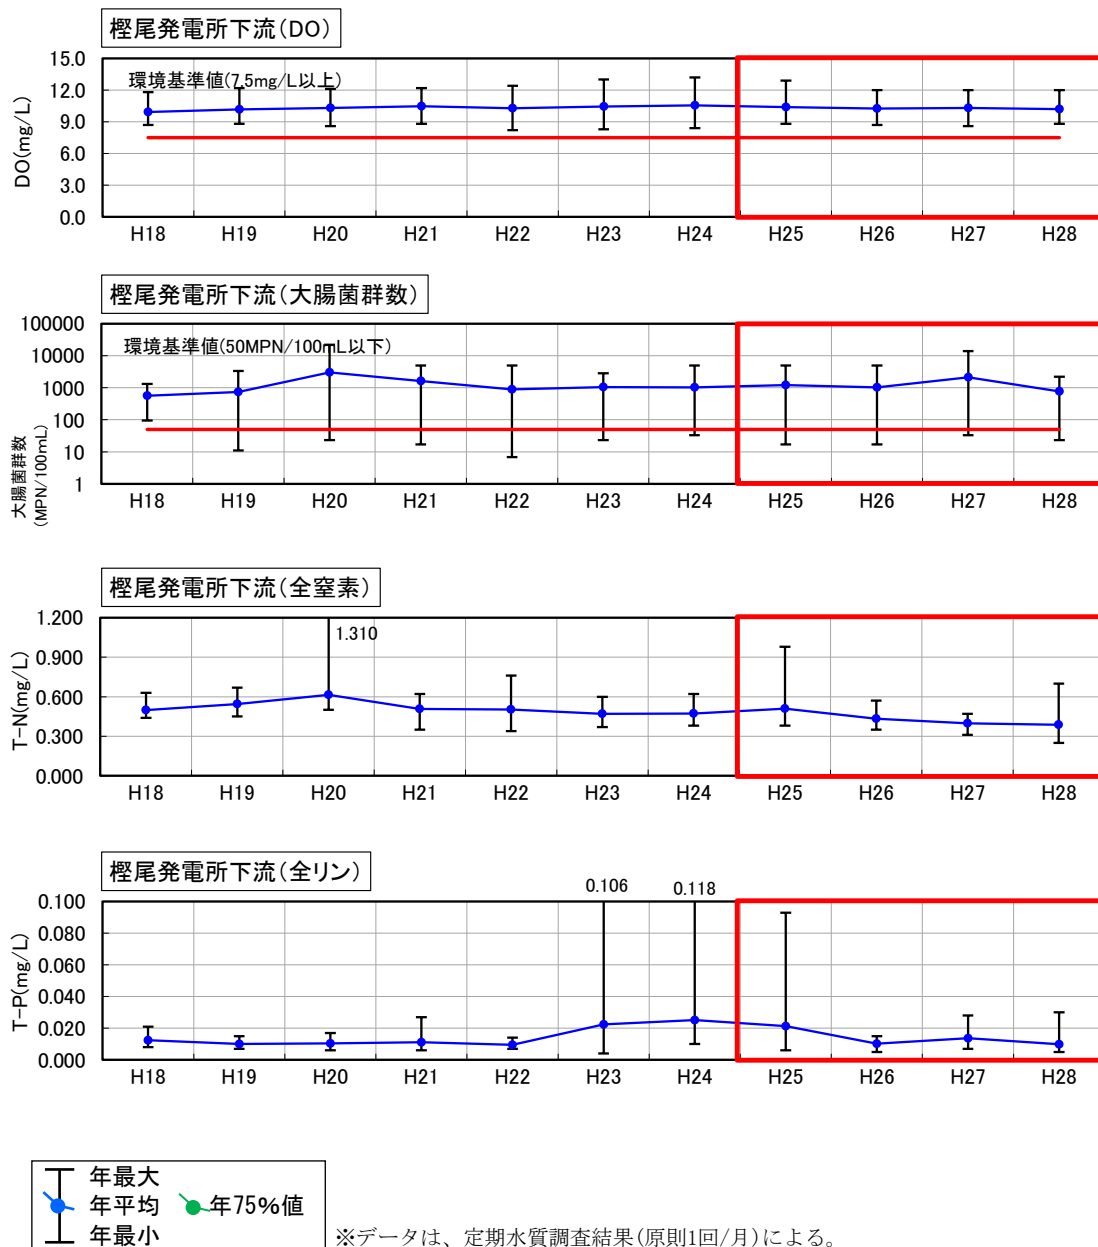 樫尾発電所下流(DO)
環境基準値(7.5mg/L以上)
DO(mg/L)
15.0
12.0
9.0
6.0
3.0
0.0
H18 H19 H20 H21 H22 H23 H24 H25 H26 H27 H28
樫尾発電所下流(大腸菌群数)
環境基準値(50MPN/100mL以下)
大腸菌群数
(MPN/100mL)
100000
10000
1000
100
10
1
H18 H19 H20 H21 H22 H23 H24 H25 H26 H27 H28
樫尾発電所下流(全窒素)
T-N(mg/L)
1.200
0.900
0.600
0.300
0.000
1.310
H18 H19 H20 H21 H22 H23 H24 H25 H26 H27 H28
樫尾発電所下流(全リン)
0.106 0.118
T-P(mg/L)
0.100
0.080
0.060
0.040
0.020
0.000
H18 H19 H20 H21 H22 H23 H24 H25 H26 H27 H28
年最大
年平均 年75%値
年最小
※データは、定期水質調査結果(原則1回/月)による。